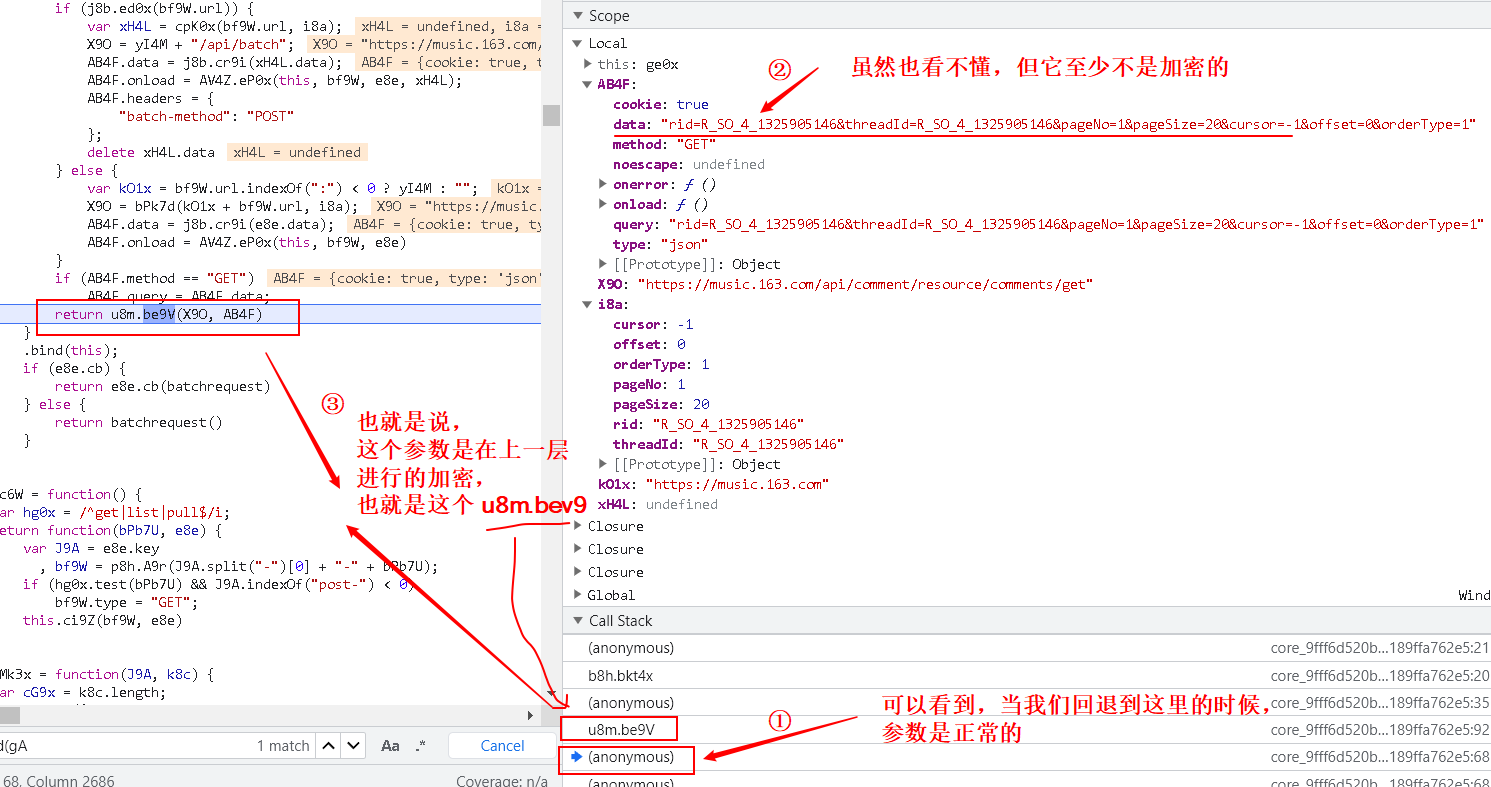 if (j8b.ed0x(bf9W.url)) {
var xH4L = cpK0x(bf9W.url, i8a); xH4L = undefined, i8a =
X9O = yI4M + "/api/batch"; X9O = "https://music.163.com/
AB4F.data = j8b.cr9i(xH4L.data); AB4F = {cookie: true, t
AB4F.onload = AV4Z.eP0x(this, bf9W, e8e, xH4L);
AB4F.headers = {
"batch-method": "POST"
};
delete xH4L.data xH4L = undefined
} else {
var kO1x = bf9W.url.indexOf(":") < 0 ? yI4M : ""; kO1x =
X9O = bPk7d(kO1x + bf9W.url, i8a); X9O = "https://music.
AB4F.data = j8b.cr9i(e8e.data); AB4F = {cookie: true, ty
AB4F.onload = AV4Z.eP0x(this, bf9W, e8e)
}
if (AB4F.method == "GET") AB4F = {cookie: true, type: 'json'
AB4F.query = AB4F.data;
return u8m.be9V(X9O, AB4F)
}
.bind(this);
if (e8e.cb) {
return e8e.cb(batchrequest)
} else {
return batchrequest()
}
③
也就是说，
这个参数是在上一层
进行的加密，
也就是这个 u8m.bev9
c6W = function() {
ar hg0x = /^get|list|pull$/i;
eturn function(bPb7U, e8e) {
var J9A = e8e.key
, bf9W = p8h.A9r(J9A.split("-")[0] + "-" + bPb7U);
if (hg0x.test(bPb7U) && J9A.indexOf("post-") < 0)
bf9W.type = "GET";
this.ci9Z(bf9W, e8e)
Mk3x = function(J9A, k8c) {
ar cG9x = k8c.length;
d(gA 1 match Aa .* Cancel
68, Column 2686 Coverage: n/a
Scope
Local
this: ge0x
② 虽然也看不懂，但它至少不是加密的
AB4F:
cookie: true
data: "rid=R_SO_4_1325905146&threadId=R_SO_4_1325905146&pageNo=1&pageSize=20&cursor=-1&offset=0&orderType=1"
method: "GET"
noescape: undefined
onerror: ƒ ()
onload: ƒ ()
query: "rid=R_SO_4_1325905146&threadId=R_SO_4_1325905146&pageNo=1&pageSize=20&cursor=-1&offset=0&orderType=1"
type: "json"
[[Prototype]]: Object
X9O: "https://music.163.com/api/comment/resource/comments/get"
i8a:
cursor: -1
offset: 0
orderType: 1
pageNo: 1
pageSize: 20
rid: "R_SO_4_1325905146"
threadId: "R_SO_4_1325905146"
[[Prototype]]: Object
kO1x: "https://music.163.com"
xH4L: undefined
Closure
Closure
Closure
Global Wind
Call Stack
(anonymous) core_9fff6d520b...189ffa762e5:21
b8h.bkt4x core_9fff6d520b...189ffa762e5:20
(anonymous) core_9fff6d520b...189ffa762e5:35
u8m.be9V core_9fff6d520b...189ffa762e5:92
(anonymous) core_9fff6d520b...189ffa762e5:68
(anonymous) core_9fff6d520b...189ffa762e5:68
① 可以看到，当我们回退到这里的时候，
参数是正常的